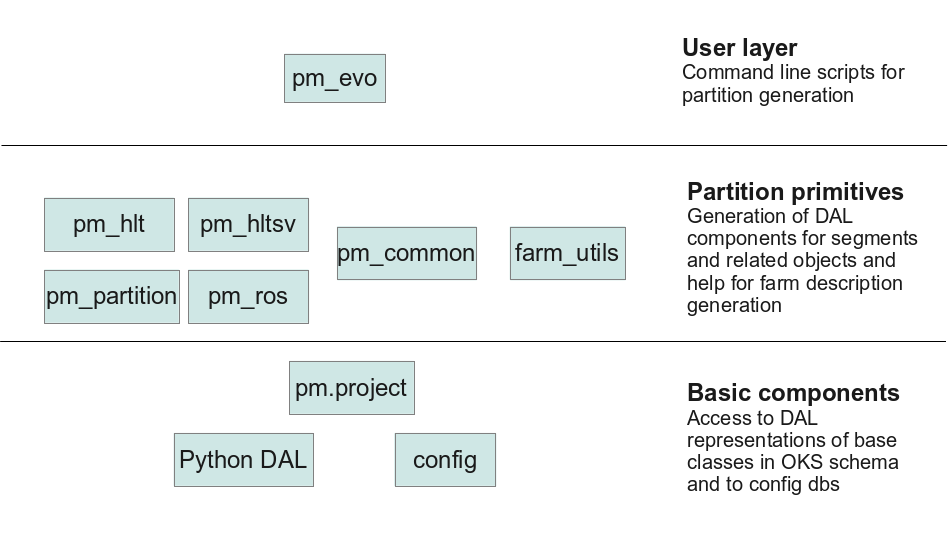 pm_evo
User layer
Command line scripts for
partition generation
pm_hlt
pm_hltsv
pm_common
farm_utils
pm_partition
pm_ros
Partition primitives
Generation of DAL
components for segments
and related objects and
help for farm description
generation
pm.project
Python DAL
config
Basic components
Access to DAL
representations of base
classes in OKS schema
and to config dbs